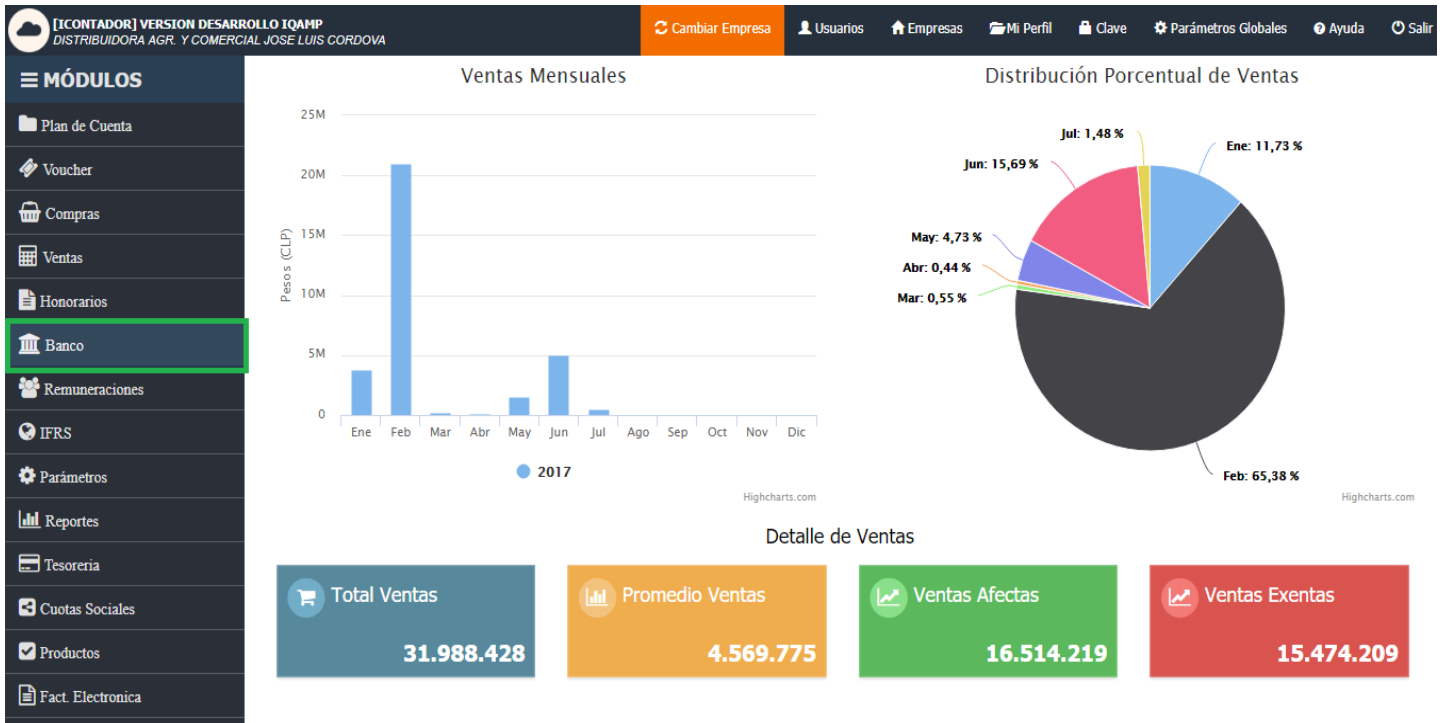 [ICONTADOR] VERSION DESARROLLO IQAMP
DISTRIBUIDORA AGR. Y COMERCIAL JOSE LUIS CORDOVA
Cambiar Empresa Usuarios Empresas Mi Perfil Clave Parámetros Globales Ayuda Salir
MÓDULOS
Plan de Cuenta
Voucher
Compras
Ventas
Honorarios
Banco
Remuneraciones
IFRS
Parámetros
Reportes
Tesoreria
Cuotas Sociales
Productos
Fact. Electronica
Ventas Mensuales
25M
20M
15M
10M
5M
0
Pesos (CLP)
Ene Feb Mar Abr May Jun Jul Ago Sep Oct Nov Dic
2017
Highcharts.com
Distribución Porcentual de Ventas
Jul: 1,48 %
Ene: 11,73 %
Jun: 15,69 %
May: 4,73 %
Abr: 0,44 %
Mar: 0,55 %
Feb: 65,38 %
Highcharts.com
Detalle de Ventas
Total Ventas
31.988.428
Promedio Ventas
4.569.775
Ventas Afectas
16.514.219
Ventas Exentas
15.474.209